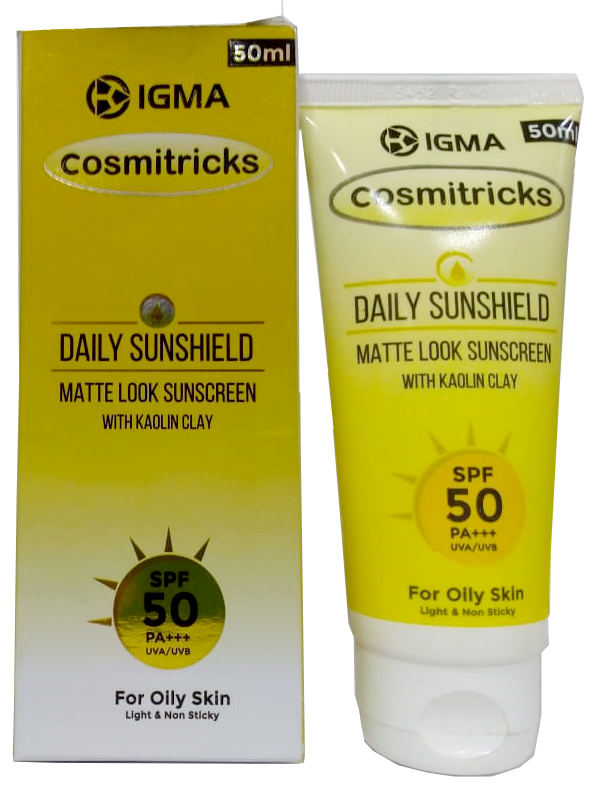 50ml
IGMA
cosmitricks
DAILY SUNSHIELD
MATTE LOOK SUNSCREEN
WITH KAOLIN CLAY
SPF
50
PA+++
UVA/UVB
For Oily Skin
Light & Non Sticky
IGMA
50ml
cosmitricks
DAILY SUNSHIELD
MATTE LOOK SUNSCREEN
WITH KAOLIN CLAY
SPF
50
PA+++
UVA/UVB
For Oily Skin
Light & Non Sticky